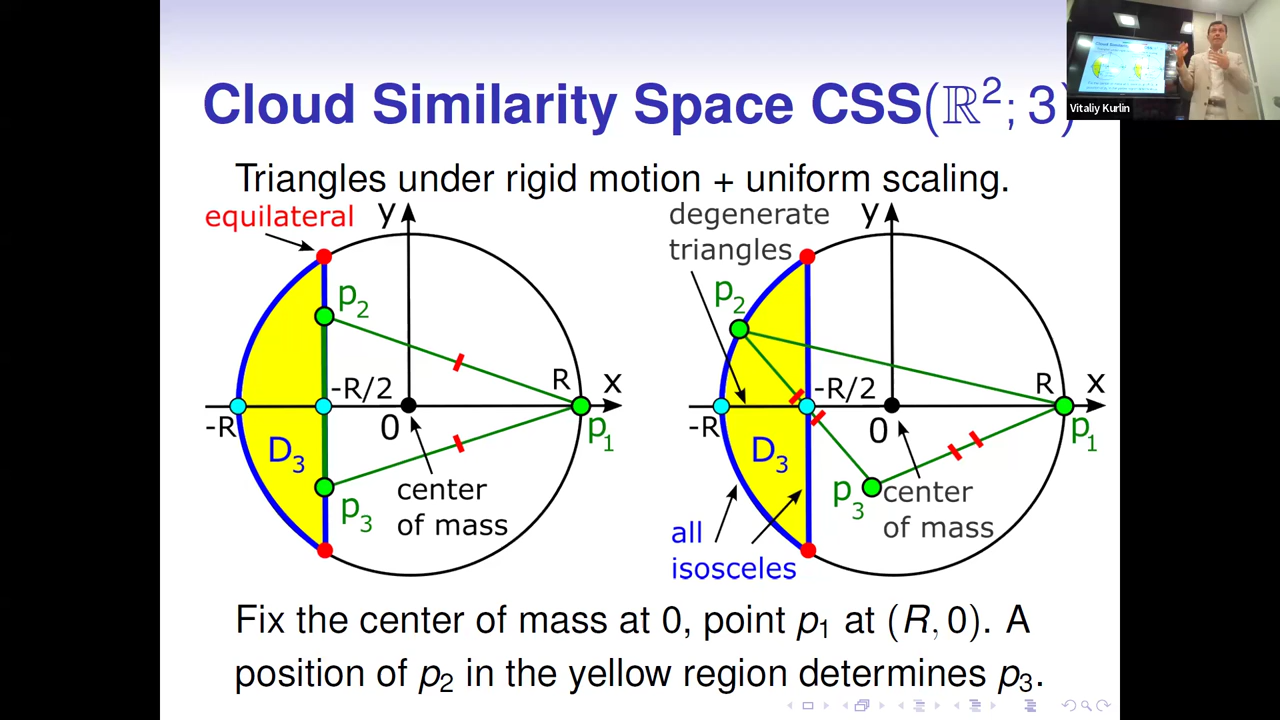 Vitaliy Kurlin
Cloud Similarity Space CSS(ℝ²; 3)
Triangles under rigid motion + uniform scaling.
equilateral
y
p₂
-R/2
R
x
-R
0
p₁
D₃
p₃
center
of mass
degenerate
triangles
y
p₂
-R/2
R
x
-R
0
p₁
D₃
p₃
center
of mass
all
isosceles
Fix the center of mass at 0, point p₁ at (R, 0). A
position of p₂ in the yellow region determines p₃.